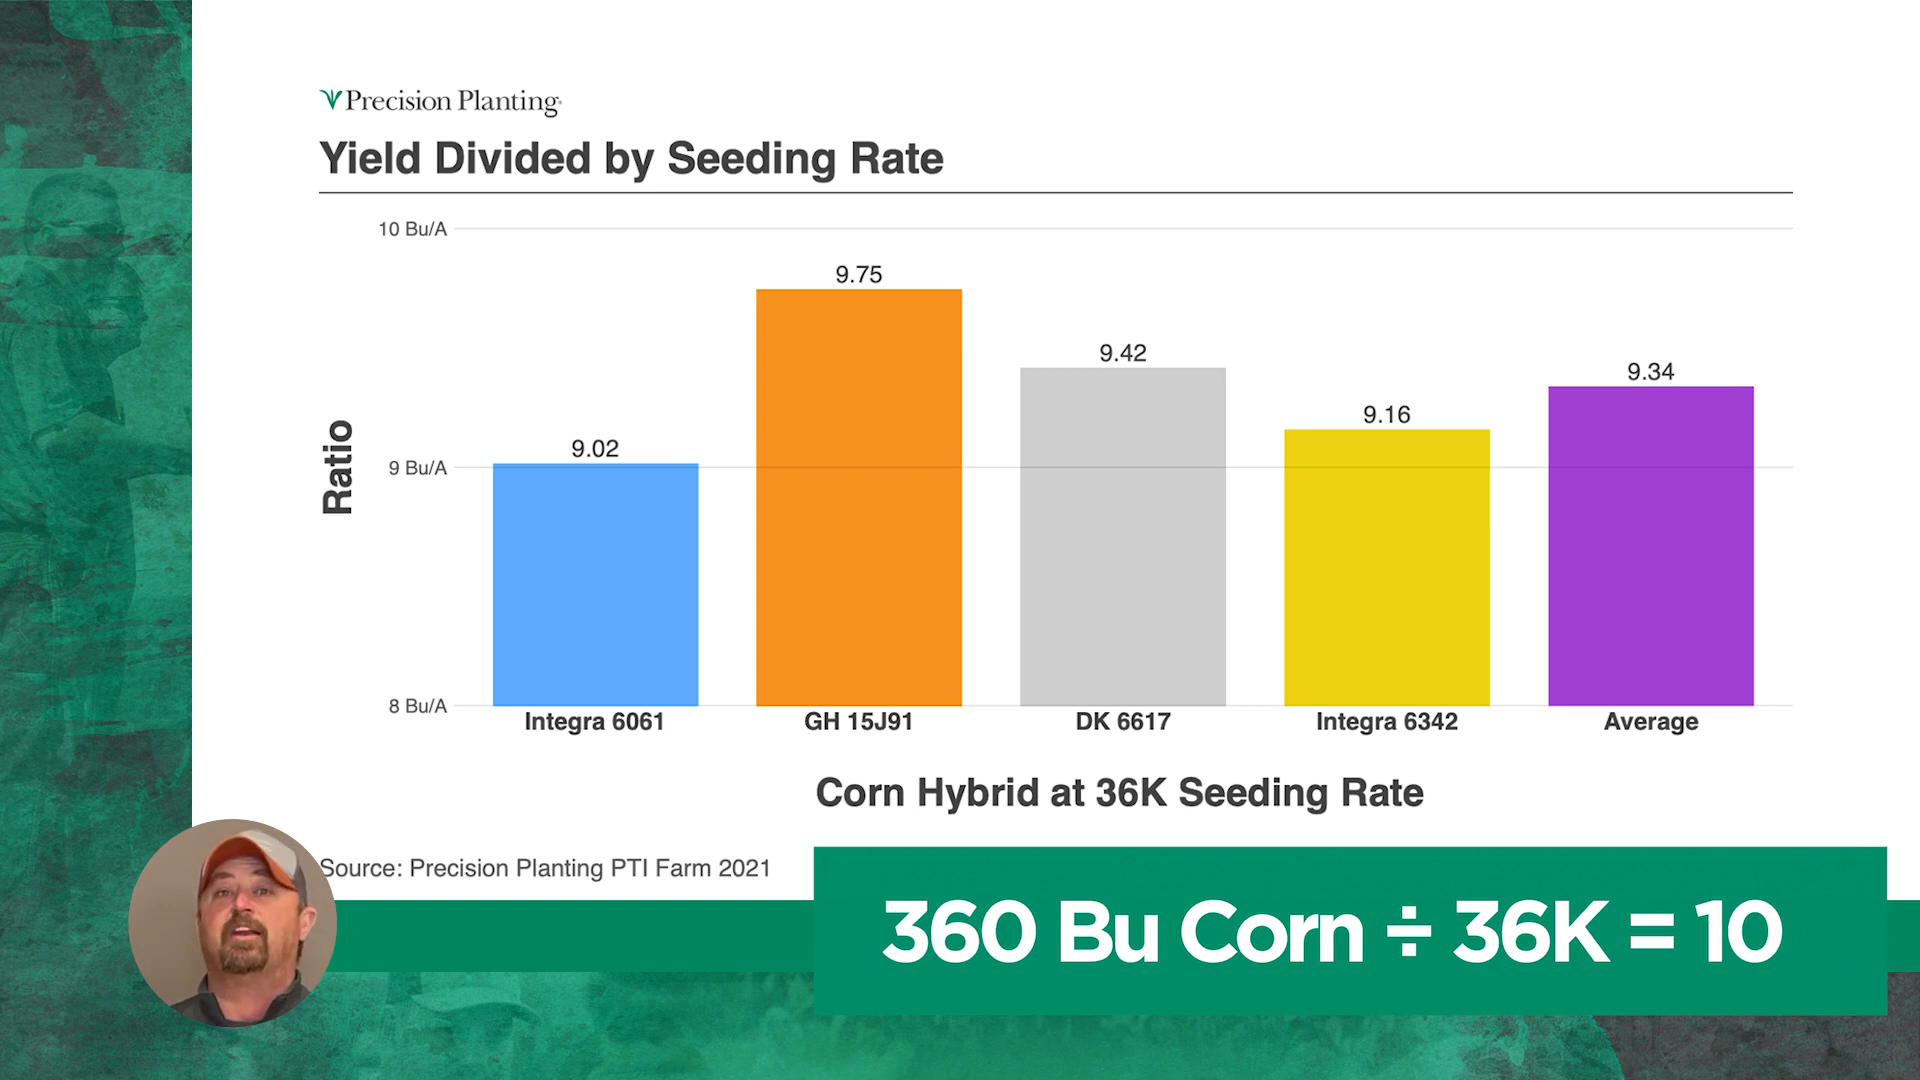 Precision Planting
Yield Divided by Seeding Rate
10 Bu/A
9.75
9.42
9.34
9.16
9.02
9 Bu/A
Ratio
8 Bu/A
Integra 6061
GH 15J91
DK 6617
Integra 6342
Average
Corn Hybrid at 36K Seeding Rate
Source: Precision Planting PTI Farm 2021
360 Bu Corn ÷ 36K = 10